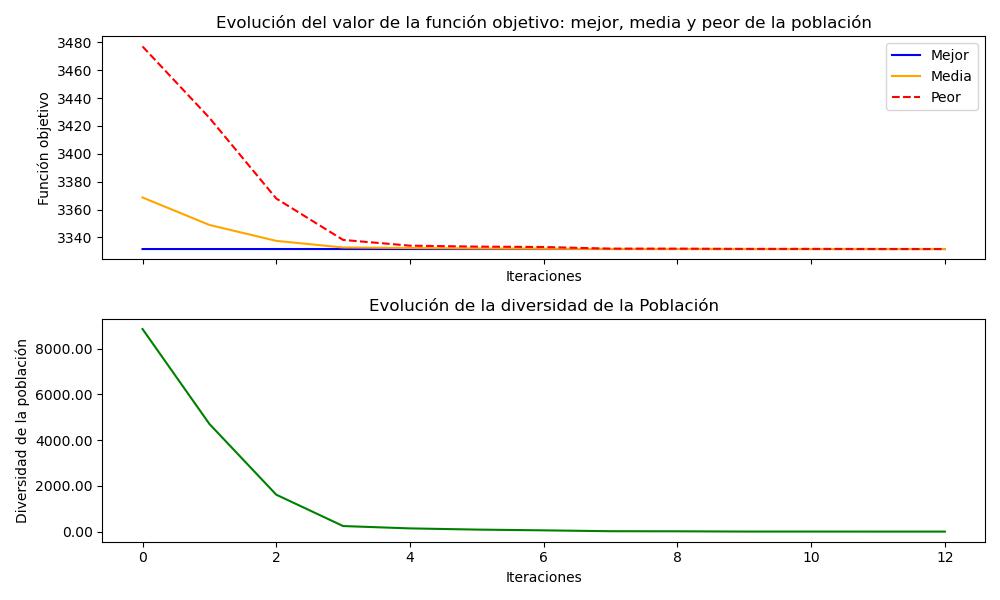 Evolución del valor de la función objetivo: mejor, media y peor de la población
Función objetivo
3480
3460
3440
3420
3400
3380
3360
3340
Mejor
Media
Peor
Iteraciones
Evolución de la diversidad de la Población
Diversidad de la población
8000.00
6000.00
4000.00
2000.00
0.00
0 2 4 6 8 10 12
Iteraciones